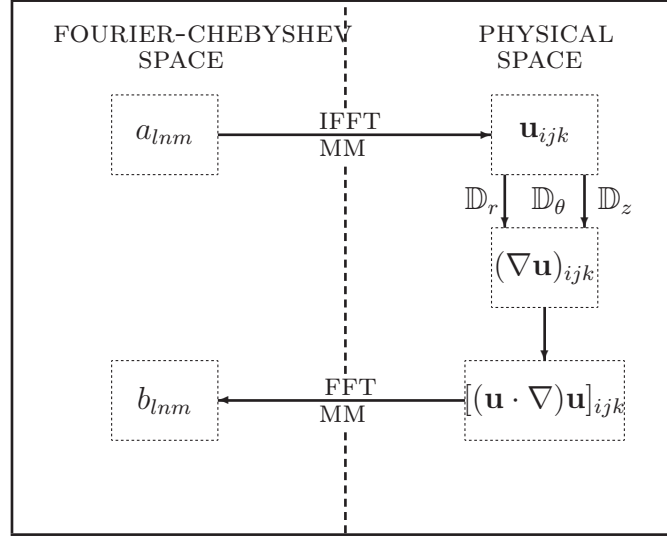 FOURIER-CHEBYSHEV
SPACE
PHYSICAL
SPACE
a_{lnm}
IFFT
MM
𝐮_{ijk}
𝔻_r 𝔻_θ 𝔻_z
(∇𝐮)_{ijk}
b_{lnm}
FFT
MM
[(𝐮 · ∇)𝐮]_{ijk}